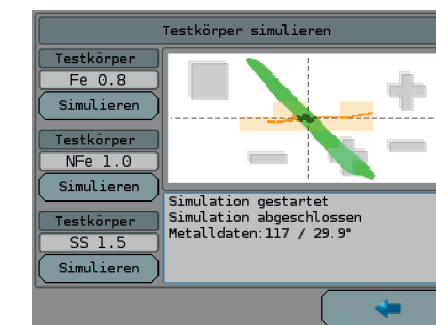 Testkörper simulieren
Testkörper
Fe 0.8
Simulieren
Testkörper
NFe 1.0
Simulieren
Testkörper
SS 1.5
Simulieren
Simulation gestartet
Simulation abgeschlossen
Metalldaten:117 / 29.9°